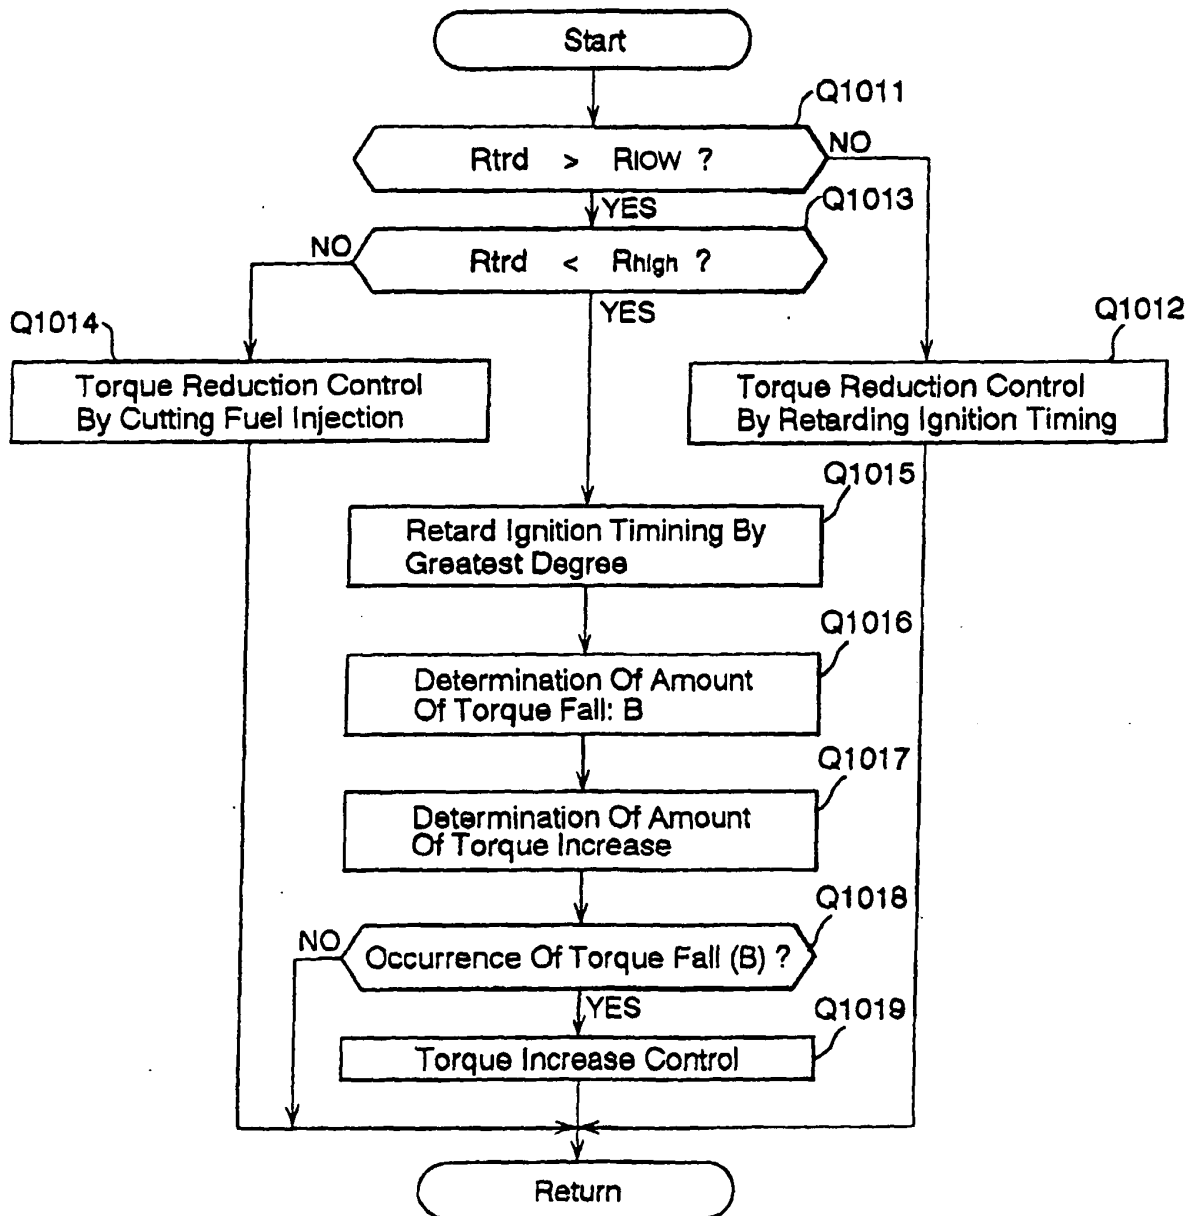 Start
Q1011
Rtrd > RLOW ?
NO
YES
Q1013
NO
Rtrd < Rhigh ?
YES
Q1014
Q1012
Torque Reduction Control
By Cutting Fuel Injection
Torque Reduction Control
By Retarding Ignition Timing
Q1015
Retard Ignition Timining By
Greatest Degree
Q1016
Determination Of Amount
Of Torque Fall: B
Q1017
Determination Of Amount
Of Torque Increase
Q1018
NO
Occurrence Of Torque Fall (B) ?
YES
Q1019
Torque Increase Control
Return